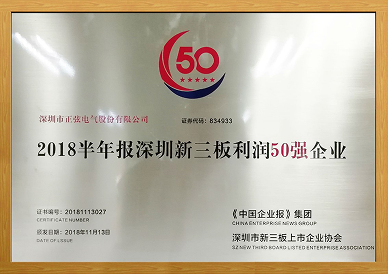 50
深圳市正弦电气股份有限公司 证券代码：834933
2018半年报深圳新三板利润50强企业
证书编号：20181113027
CERTIFICATE NUMBER
颁发日期：2018年11月13日
DATE OF ISSUE
《中国企业报》集团
CHINA ENTERPRISE NEWS GROUP
深圳市新三板上市企业协会
SZ NEW THIRD BOARD LISTED ENTERPRISE ASSOCIATION